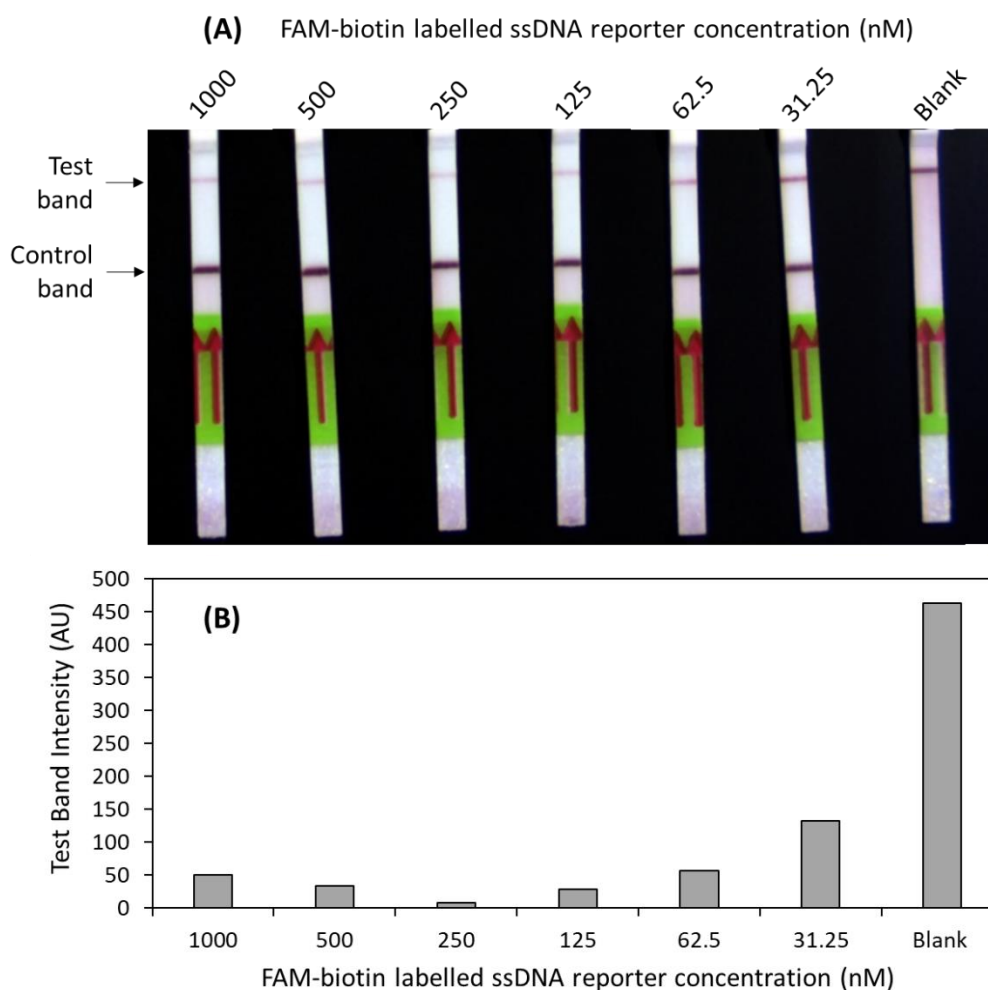 (A) FAM-biotin labelled ssDNA reporter concentration (nM)
1000 500 250 125 62.5 31.25 Blank
Test
band
Control
band
500
450
400
350
300
250
200
150
100
50
0
(B)
Test Band Intensity (AU)
1000 500 250 125 62.5 31.25 Blank
FAM-biotin labelled ssDNA reporter concentration (nM)